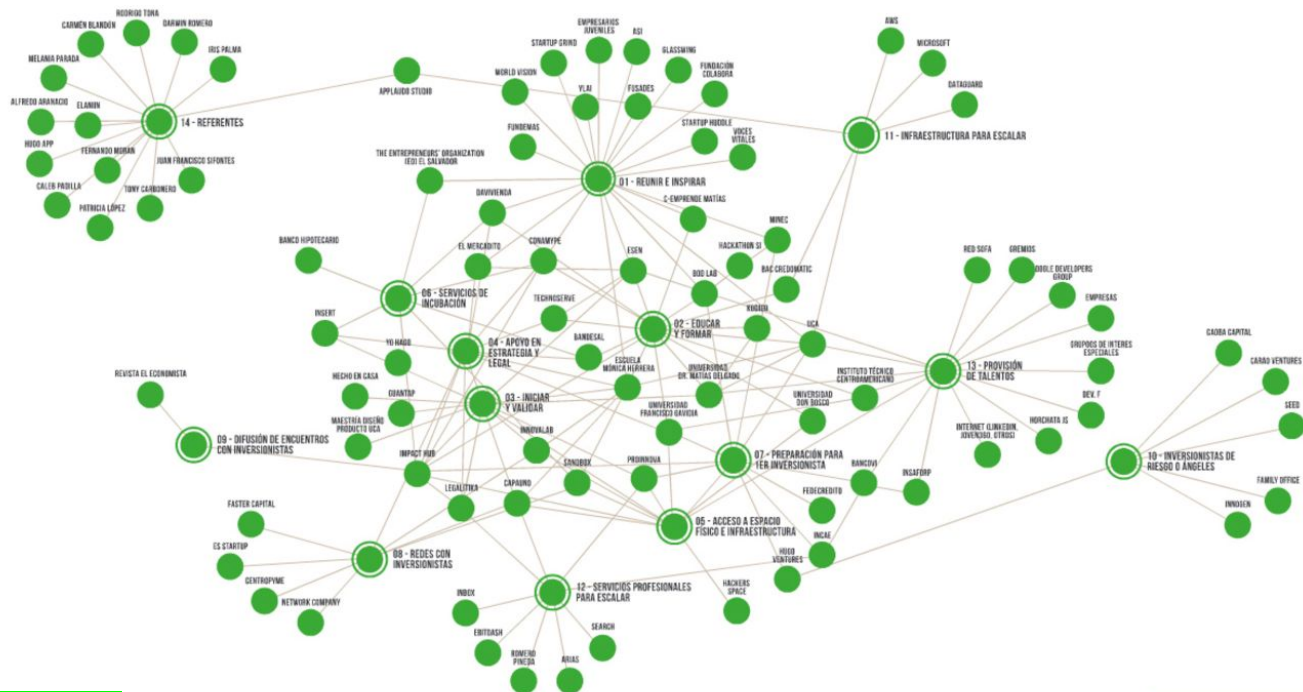 RODRIGO TONA
CARMÉN BLANDÓN
DARWIN ROMERO
IRIS PALMA
MELANIA PARADA
ALFREDO ARANACIO
ELAMIN
14 - REFERENTES
HUGO APP
FERNANDO MORAN
JUAN FRANCISCO SIFONTES
CALEB PADILLA
TONY CARBONERO
PATRICIA LÓPEZ
APPLAUDO STUDIO
EMPRESARIOS
JUVENILES
STARTUP GRIND
ASI
GLASSWING
WORLD VISION
FUNDACIÓN
COLABORA
YLAI
FUSADES
FUNDEMAS
STARTUP HUDDLE
VOCES
VITALES
THE ENTREPRENEURS' ORGANIZATION
(EO) EL SALVADOR
01 - REUNIR E INSPIRAR
AWS
MICROSOFT
DATAGUARD
11 - INFRAESTRUCTURA PARA ESCALAR
DAVIVIENDA
C-EMPRENDE MATÍAS
MINEC
BANCO HIPOTECARIO
EL MERCADITO
CONAMYPE
ESEN
HACKATHON SI
BAC CREDOMATIC
06 - SERVICIOS DE
INCUBACIÓN
TECHNOSERVE
DOO LAB
02 - EDUCAR
Y FORMAR
KODIGO
UCA
INSERT
YO HAGO
04 - APOYO EN
ESTRATEGIA Y
LEGAL
BANDESAL
ESCUELA
MÓNICA HERRERA
UNIVERSIDAD
DR. MATÍAS DELGADO
INSTITUTO TÉCNICO
CENTROAMERICANO
RED SOFA
GREMIOS
OOGLE DEVELOPERS
GROUP
EMPRESAS
GRUPOOS DE INTERES
ESPECIALES
13 - PROVISIÓN
DE TALENTOS
DEV. F
HORCHATA JS
INTERNET (LINKEDIN,
JOVEN360, OTROS)
CAOBA CAPITAL
CARAO VENTURES
SEED
10 - INVERSIONISTAS DE
RIESGO O ÁNGELES
FAMILY OFFICE
INNOGEN
REVISTA EL ECONOMISTA
HECHO EN CASA
GUANTAP
03 - INICIAR
Y VALIDAR
UNIVERSIDAD
DON BOSCO
MAESTRÍA DISEÑO
PRODUCTO UCA
UNIVERSIDAD
FRANCISCO GAVIDIA
09 - DIFUSIÓN DE ENCUENTROS
CON INVERSIONISTAS
INNOVALAB
IMPACT HUB
SANDBOX
PROINNOVA
07 - PREPARACIÓN PARA
1ER INVERSIONISTA
BANCOVI
INSAFORP
LEGALITIKA
CAPAUNO
FEDECREDITO
FASTER CAPITAL
05 - ACCESO A ESPACIO
FÍSICO E INFRAESTRUCTURA
INCAE
ES STARTUP
08 - REDES CON
INVERSIONISTAS
HUGO
VENTURES
CENTROPYME
12 - SERVICIOS PROFESIONALES
PARA ESCALAR
HACKERS
SPACE
NETWORK COMPANY
INBOX
SEARCH
EBITDASH
ROMERO
PINEDA
ARIAS